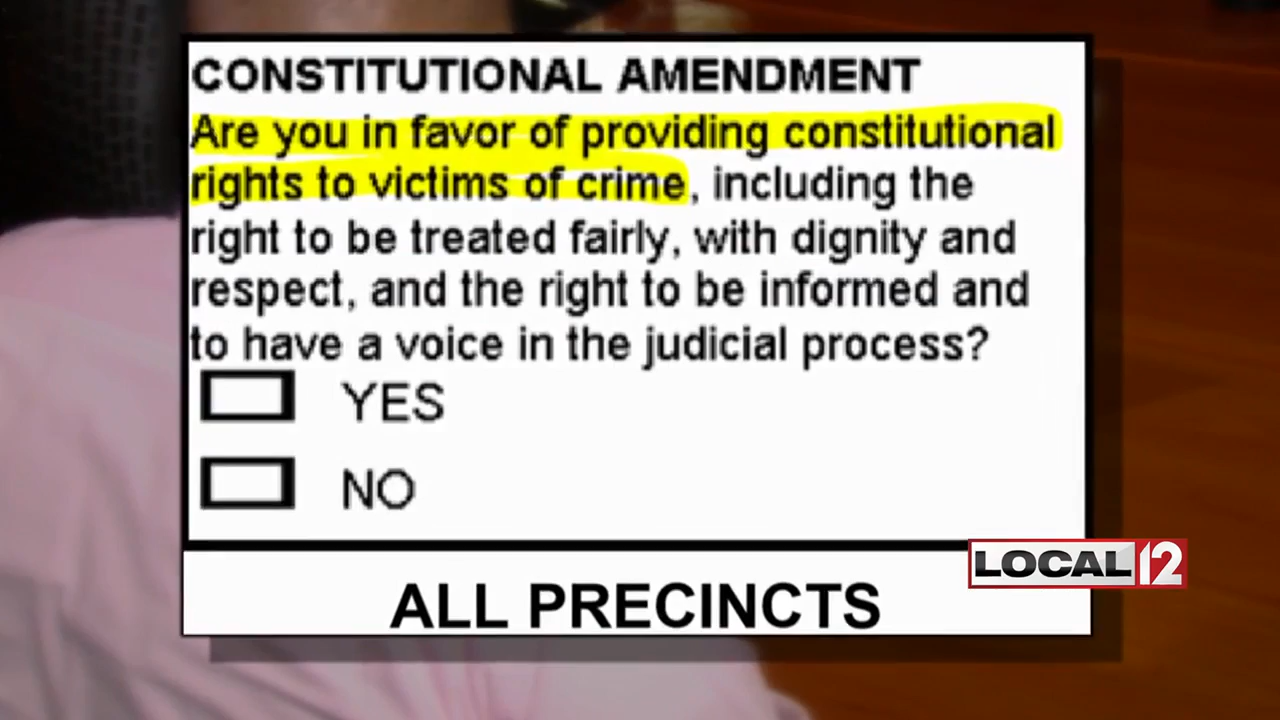 CONSTITUTIONAL AMENDMENT
Are you in favor of providing constitutional
rights to victims of crime, including the
right to be treated fairly, with dignity and
respect, and the right to be informed and
to have a voice in the judicial process?
YES
NO
ALL PRECINCTS
LOCAL 12